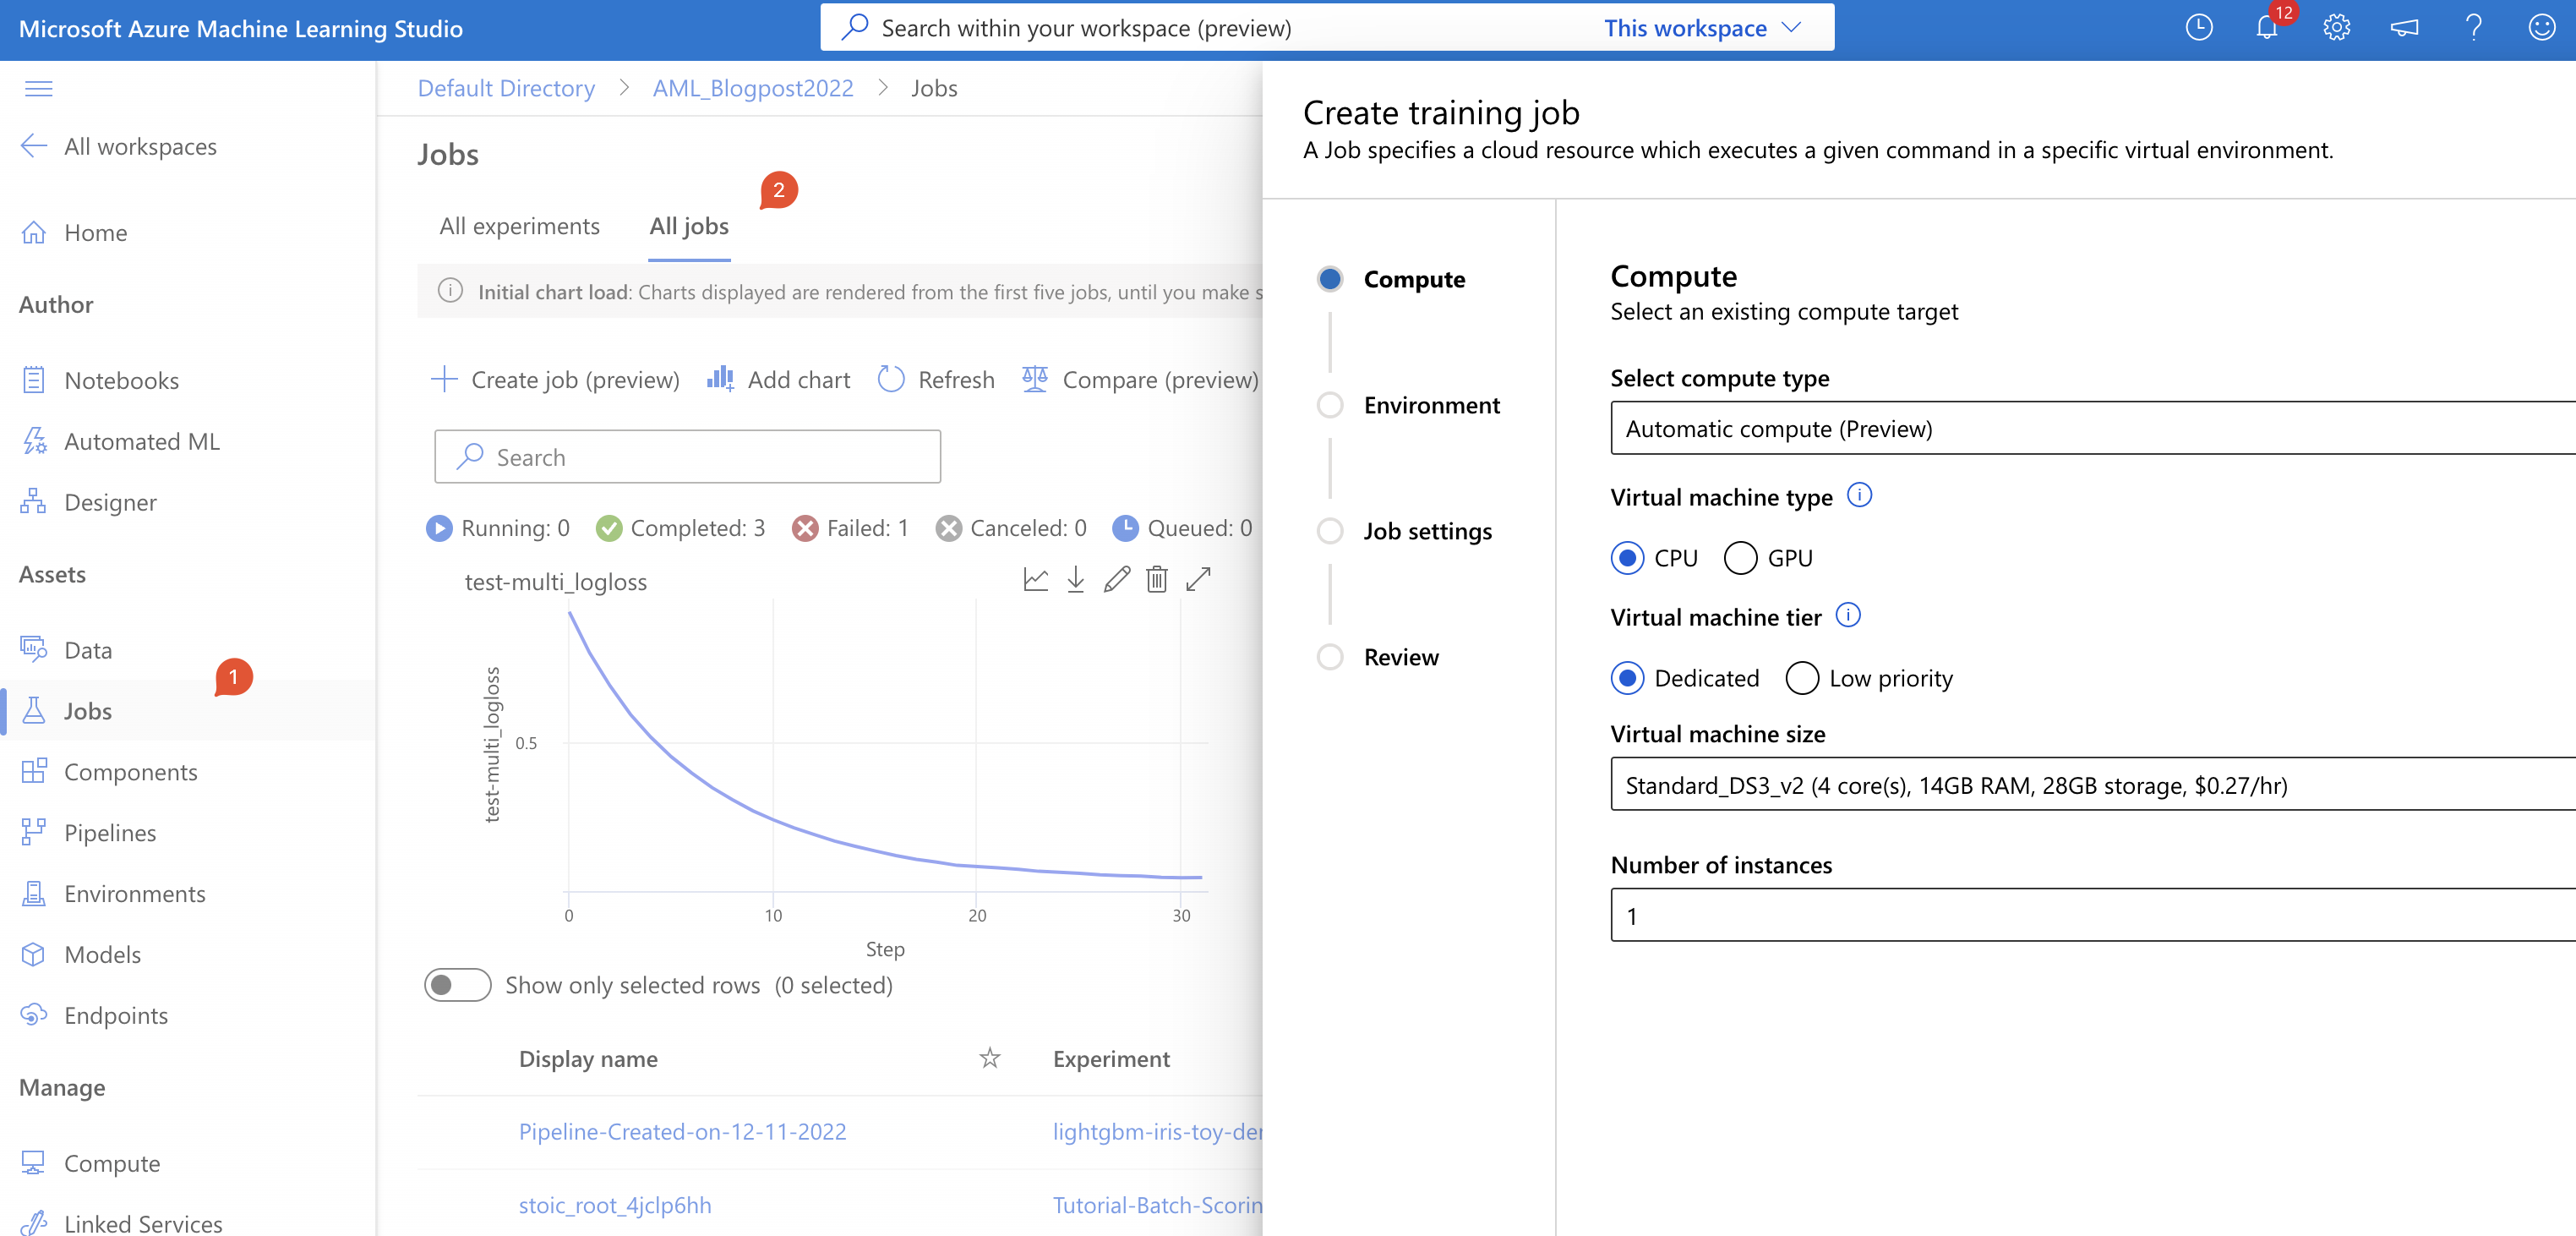 Microsoft Azure Machine Learning Studio
Search within your workspace (preview)
This workspace
12
All workspaces
Home
Author
Notebooks
Automated ML
Designer
Assets
Data
1
Jobs
Components
Pipelines
Environments
Models
Endpoints
Manage
Compute
Linked Services
Default Directory > AML_Blogpost2022 > Jobs
Jobs
2
All experiments All jobs
Initial chart load: Charts displayed are rendered from the first five jobs, until you make s
Create job (preview) Add chart Refresh Compare (preview)
Search
Running: 0 Completed: 3 Failed: 1 Canceled: 0 Queued: 0
test-multi_logloss
test-multi_logloss
0.5
0 10 20 30
Step
Show only selected rows (0 selected)
Display name Experiment
Pipeline-Created-on-12-11-2022 lightgbm-iris-toy-der
stoic_root_4jclp6hh Tutorial-Batch-Scorin
Create training job
A Job specifies a cloud resource which executes a given command in a specific virtual environment.
Compute
Environment
Job settings
Review
Compute
Select an existing compute target
Select compute type
Automatic compute (Preview)
Virtual machine type
CPU GPU
Virtual machine tier
Dedicated Low priority
Virtual machine size
Standard_DS3_v2 (4 core(s), 14GB RAM, 28GB storage, $0.27/hr)
Number of instances
1